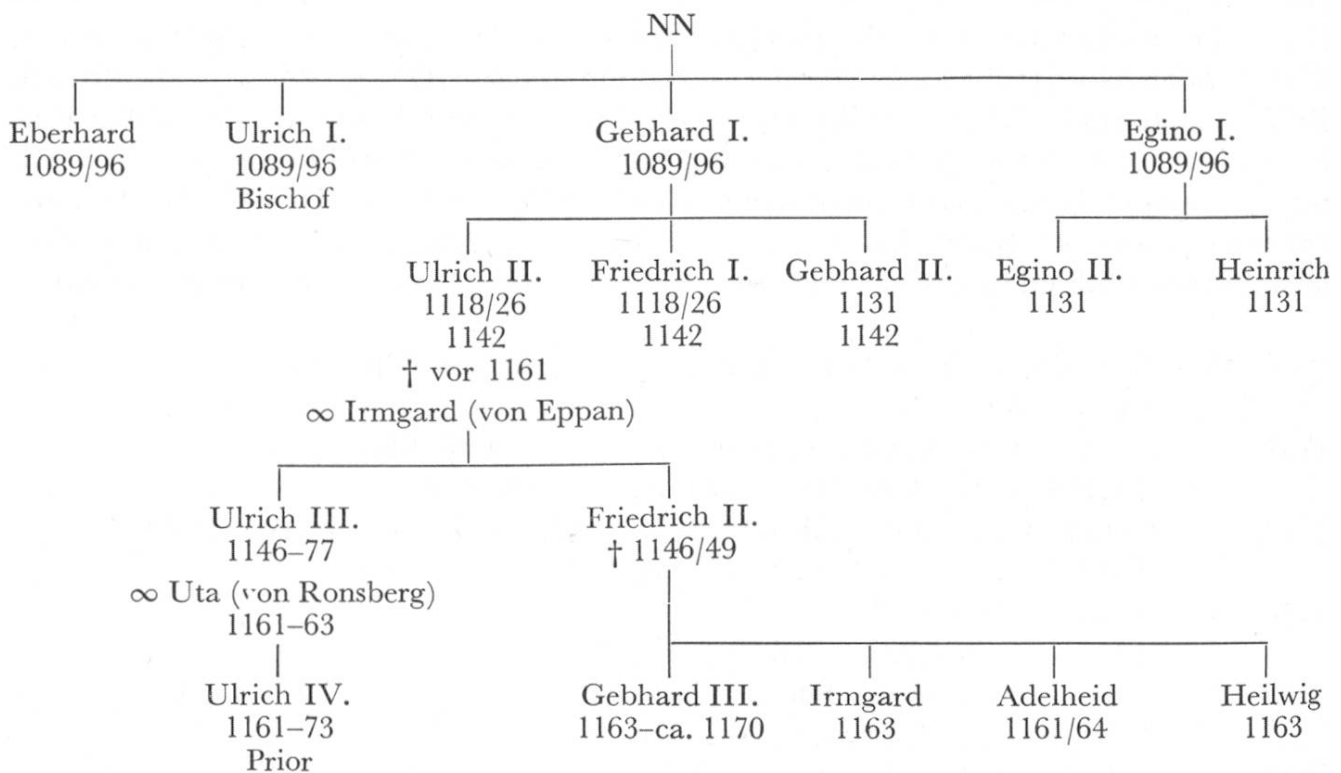 NN
Eberhard Ulrich I. Gebhard I. Egino I.
1089/96 1089/96 1089/96 1089/96
Bischof
Ulrich II. Friedrich I. Gebhard II. Egino II. Heinrich
1118/26 1118/26 1131 1131 1131
1142 1142 1142
† vor 1161
∞ Irmgard (von Eppan)
Ulrich III. Friedrich II.
1146–77 † 1146/49
∞ Uta (von Ronsberg)
1161–63
Ulrich IV. Gebhard III. Irmgard Adelheid Heilwig
1161–73 1163–ca. 1170 1163 1161/64 1163
Prior